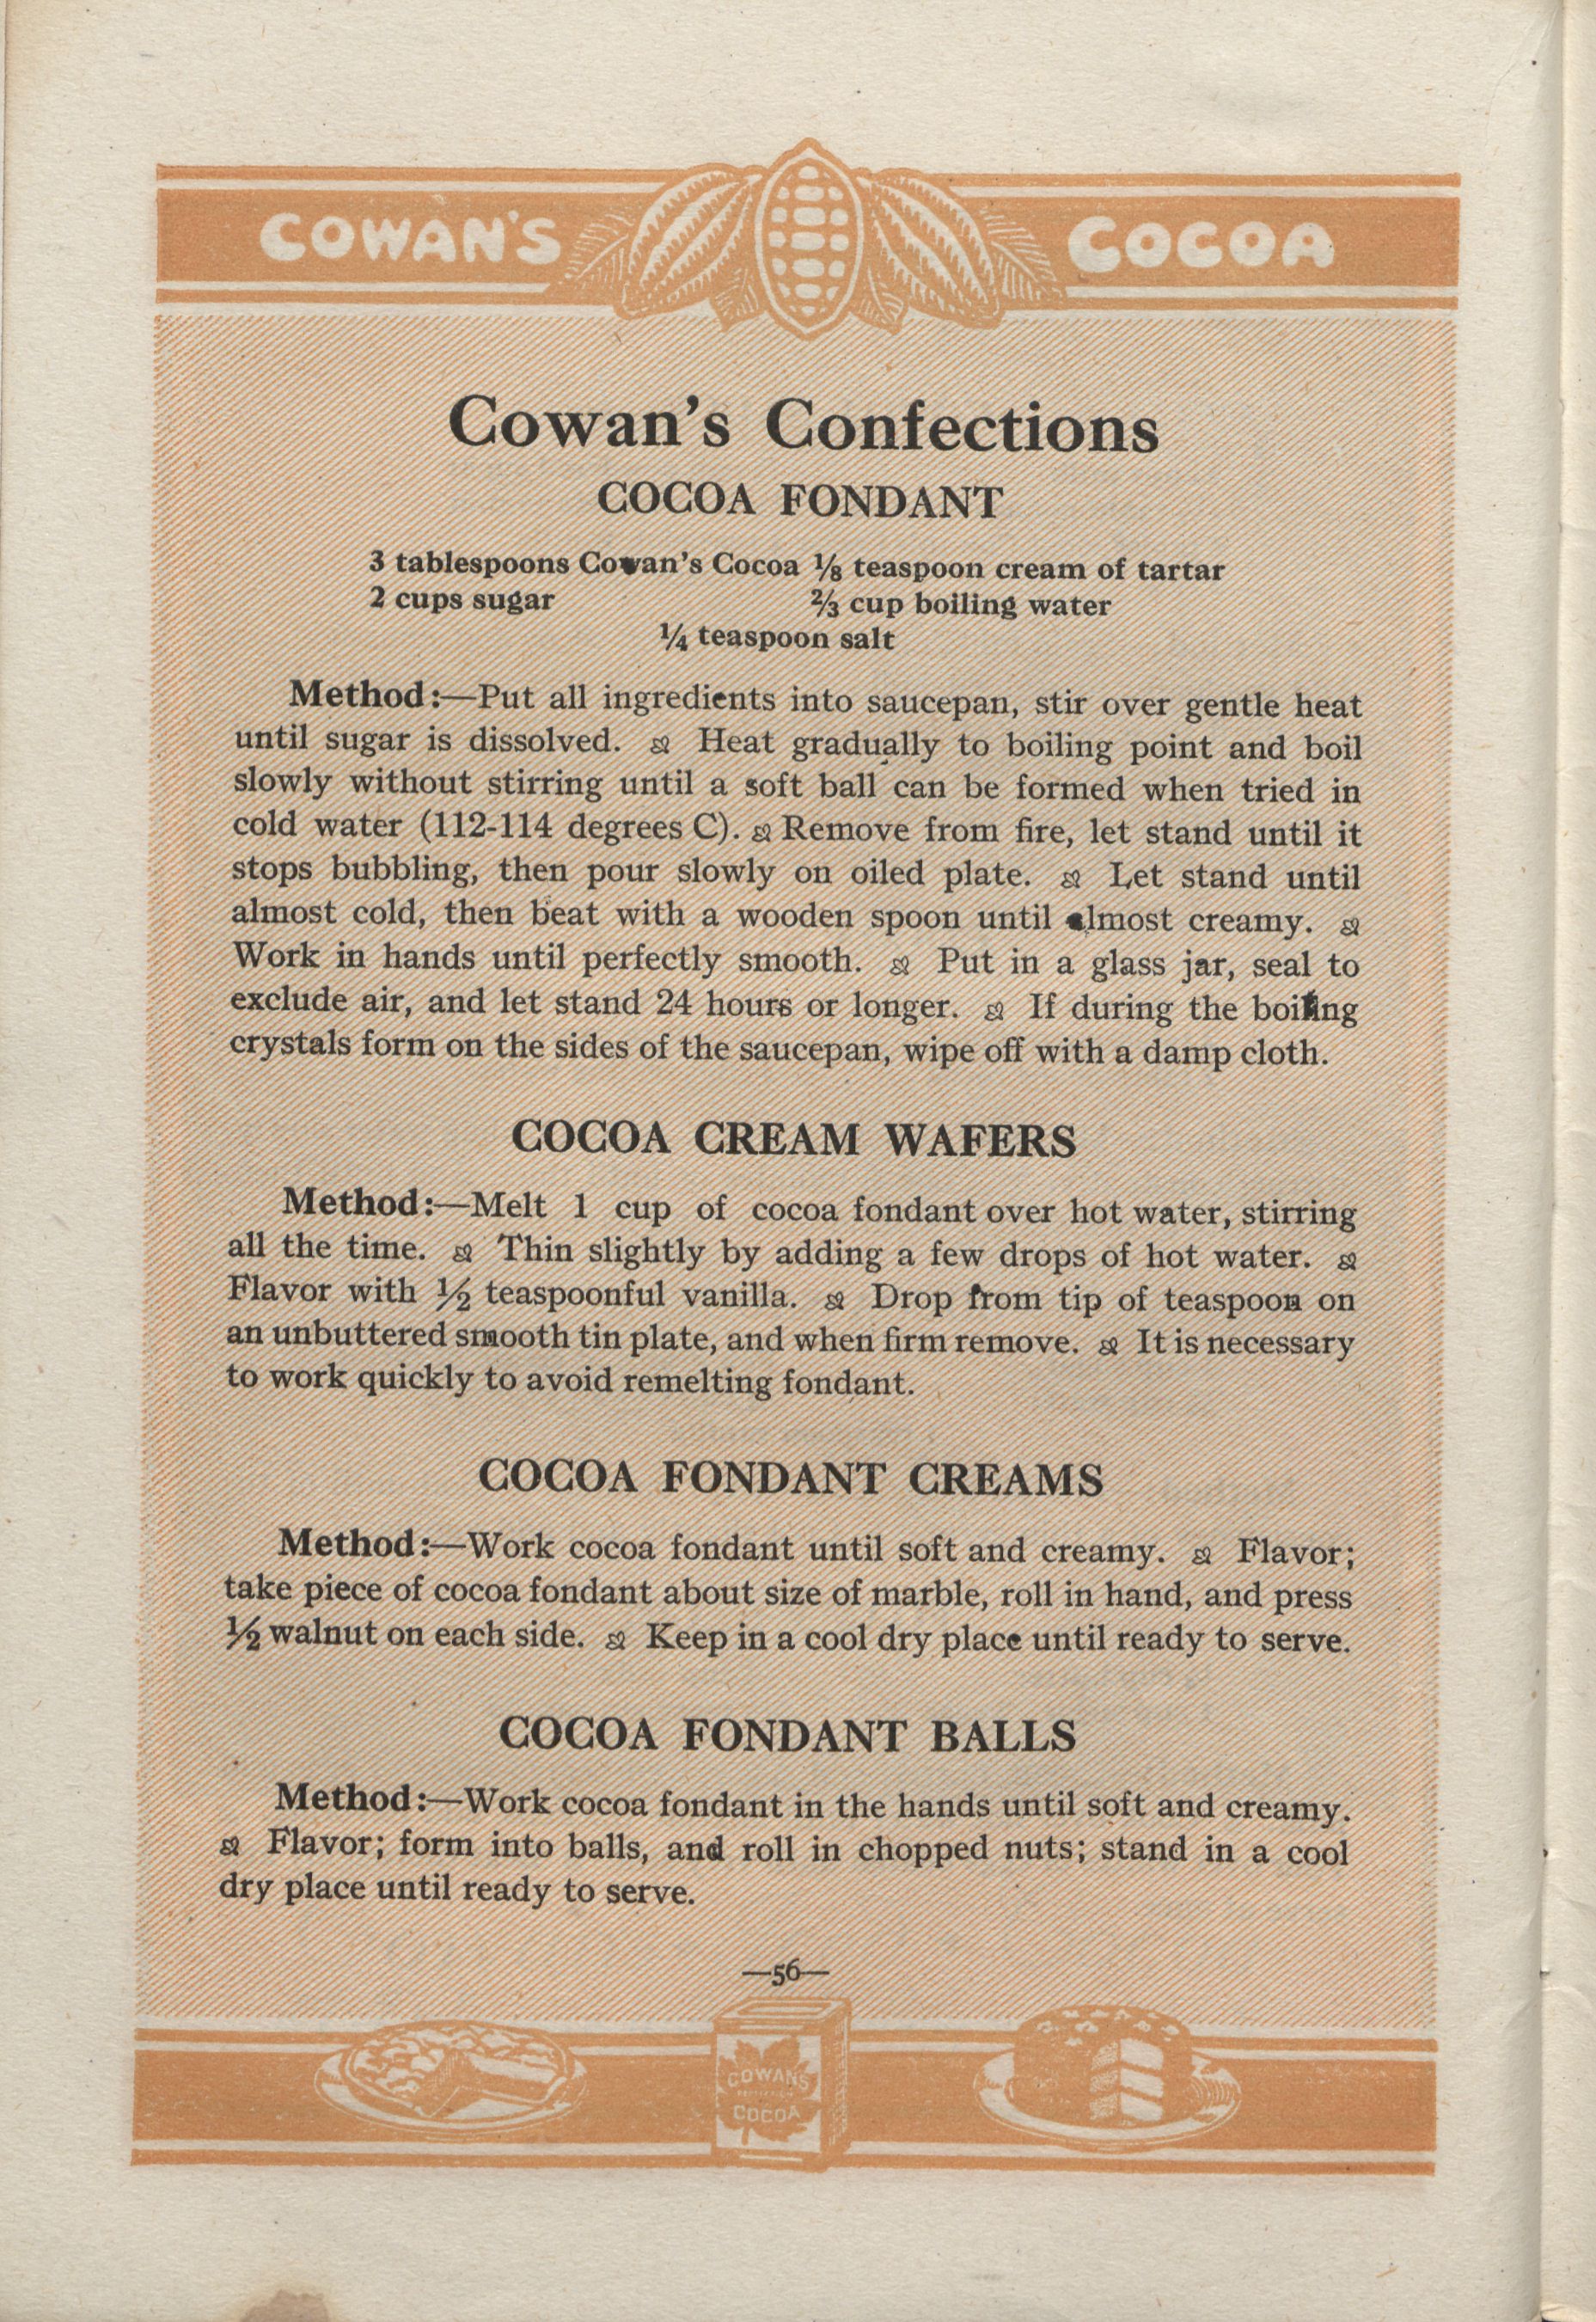 COWAN'S COCOA
Cowan's Confections
COCOA FONDANT
3 tablespoons Cowan's Cocoa ⅛ teaspoon cream of tartar
2 cups sugar ⅔ cup boiling water
¼ teaspoon salt
Method:—Put all ingredients into saucepan, stir over gentle heat
until sugar is dissolved. Heat gradually to boiling point and boil
slowly without stirring until a soft ball can be formed when tried in
cold water (112-114 degrees C). Remove from fire, let stand until it
stops bubbling, then pour slowly on oiled plate. Let stand until
almost cold, then beat with a wooden spoon until almost creamy.
Work in hands until perfectly smooth. Put in a glass jar, seal to
exclude air, and let stand 24 hours or longer. If during the boiling
crystals form on the sides of the saucepan, wipe off with a damp cloth.
COCOA CREAM WAFERS
Method:—Melt 1 cup of cocoa fondant over hot water, stirring
all the time. Thin slightly by adding a few drops of hot water.
Flavor with ½ teaspoonful vanilla. Drop from tip of teaspoon on
an unbuttered smooth tin plate, and when firm remove. It is necessary
to work quickly to avoid remelting fondant.
COCOA FONDANT CREAMS
Method:—Work cocoa fondant until soft and creamy. Flavor;
take piece of cocoa fondant about size of marble, roll in hand, and press
½ walnut on each side. Keep in a cool dry place until ready to serve.
COCOA FONDANT BALLS
Method:—Work cocoa fondant in the hands until soft and creamy.
Flavor; form into balls, and roll in chopped nuts; stand in a cool
dry place until ready to serve.
—56—
COWANS
COCOA